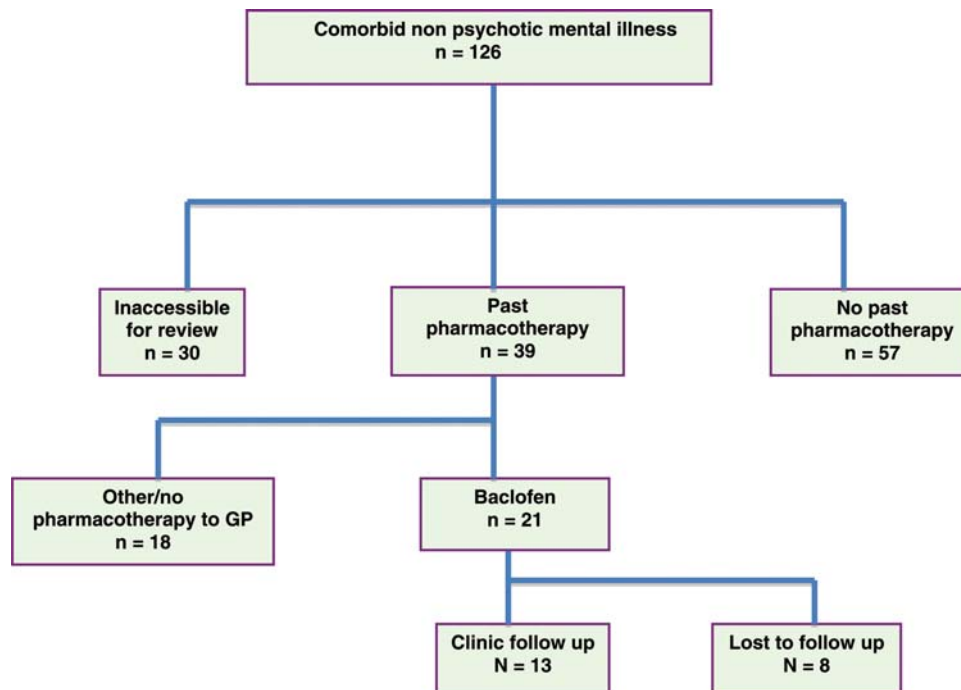 Comorbid non psychotic mental illness
n = 126
Inaccessible
for review
n = 30
Past
pharmacotherapy
n = 39
No past
pharmacotherapy
n = 57
Other/no
pharmacotherapy to GP
n = 18
Baclofen
n = 21
Clinic follow up
N = 13
Lost to follow up
N = 8